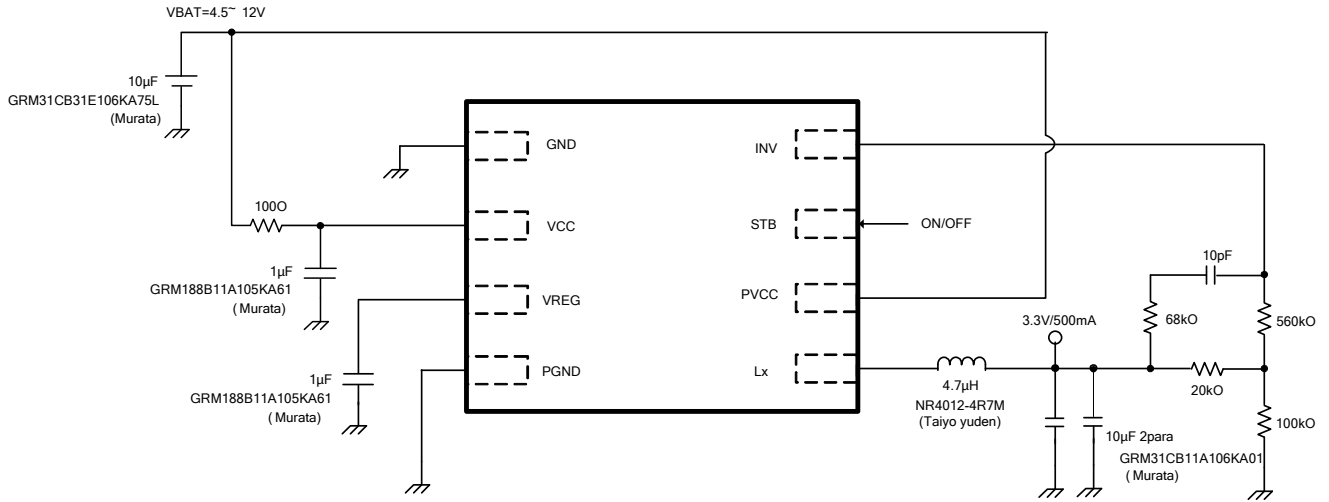 VBAT=4.5~ 12V
10µF
GRM31CB31E106KA75L
(Murata)
100O
1µF
GRM188B11A105KA61
( Murata)
1µF
GRM188B11A105KA61
( Murata)
GND
VCC
VREG
PGND
INV
STB
PVCC
Lx
ON/OFF
10pF
68kO
560kO
3.3V/500mA
20kO
100kO
4.7µH
NR4012-4R7M
(Taiyo yuden)
10µF 2para
GRM31CB11A106KA01
( Murata)